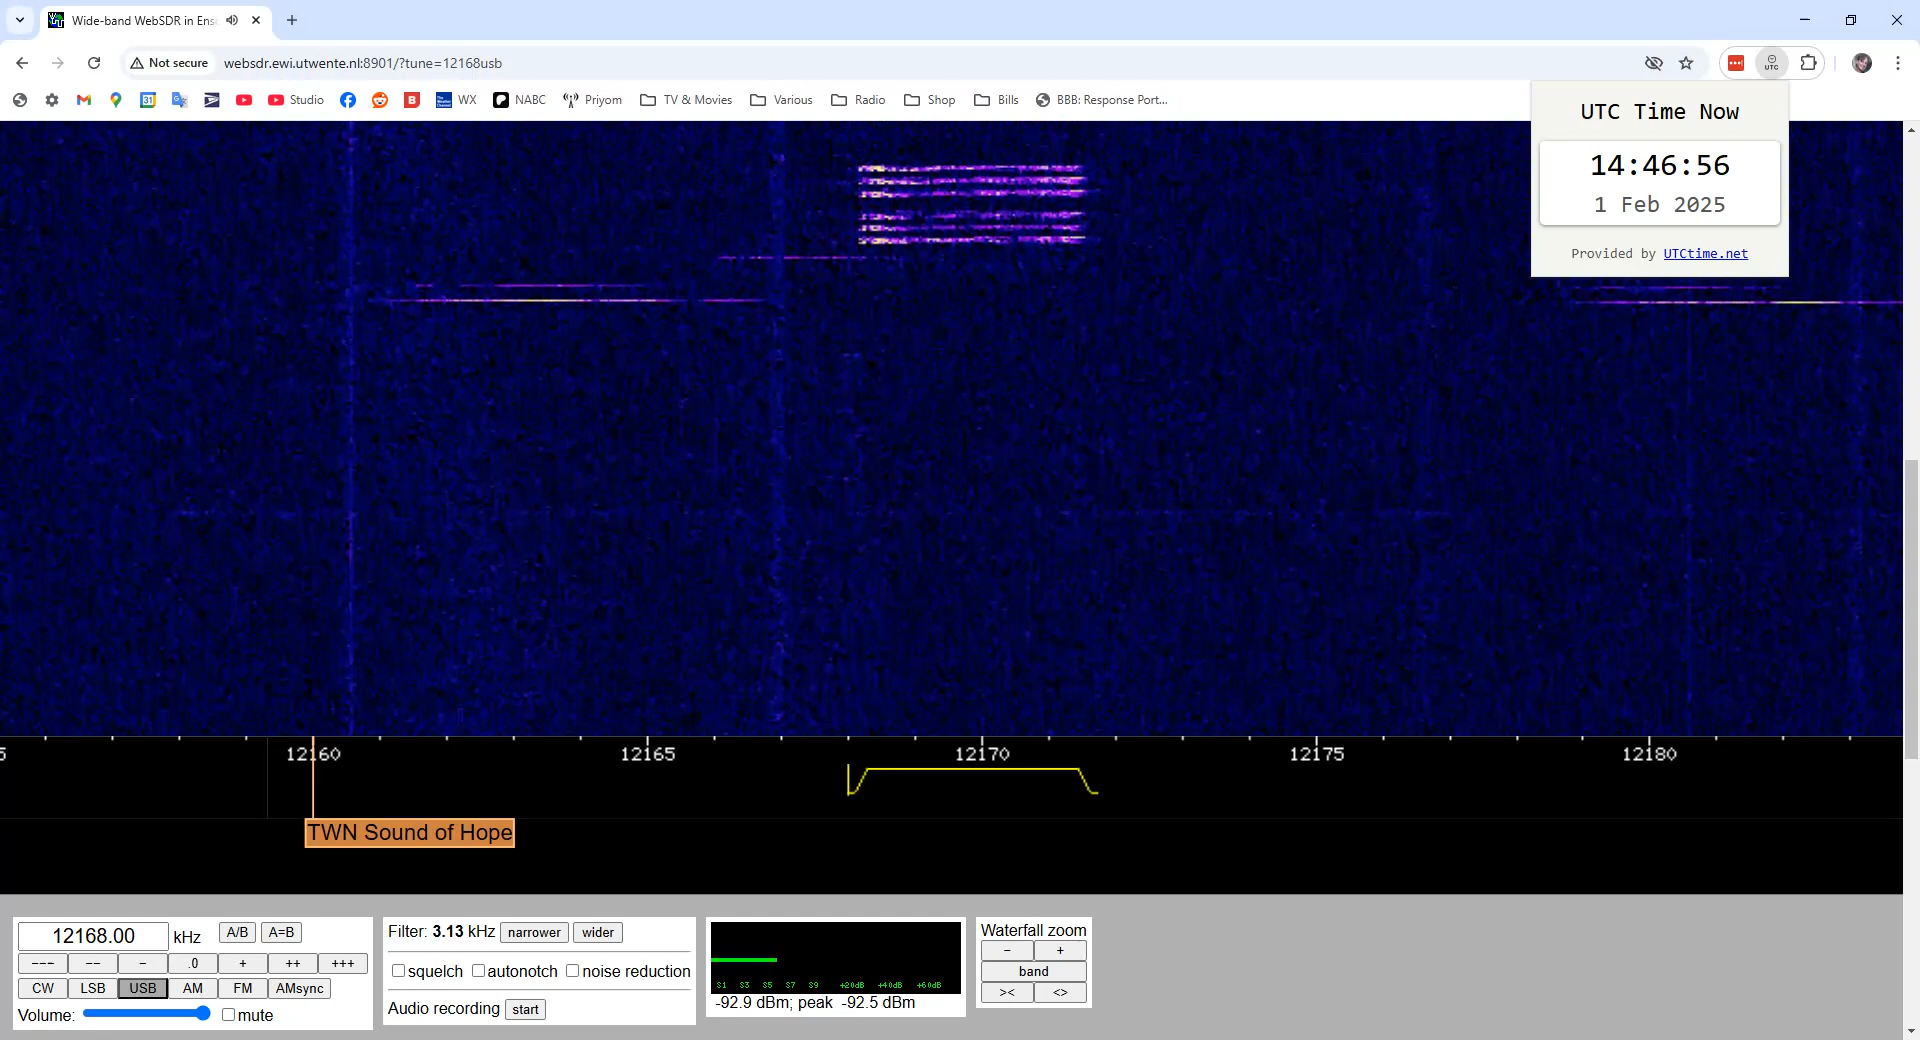 Wide-band WebSDR in Ens
Not secure
websdr.ewi.utwente.nl:8901/?tune=12168usb
UTC
31
Studio
WX
NABC
Priyom
TV & Movies
Various
Radio
Shop
Bills
BBB: Response Port...
UTC Time Now
14:46:56
1 Feb 2025
Provided by UTCtime.net
5
12160
12165
12170
12175
12180
TWN Sound of Hope
12168.00 kHz A/B A=B
--- -- - .0 + ++ +++
CW LSB USB AM FM AMsync
Volume: mute
Filter: 3.13 kHz narrower wider
squelch autonotch noise reduction
Audio recording start
S1 S3 S5 S7 S9 +20dB +40dB +60dB
-92.9 dBm; peak -92.5 dBm
Waterfall zoom
- +
band
>< <>